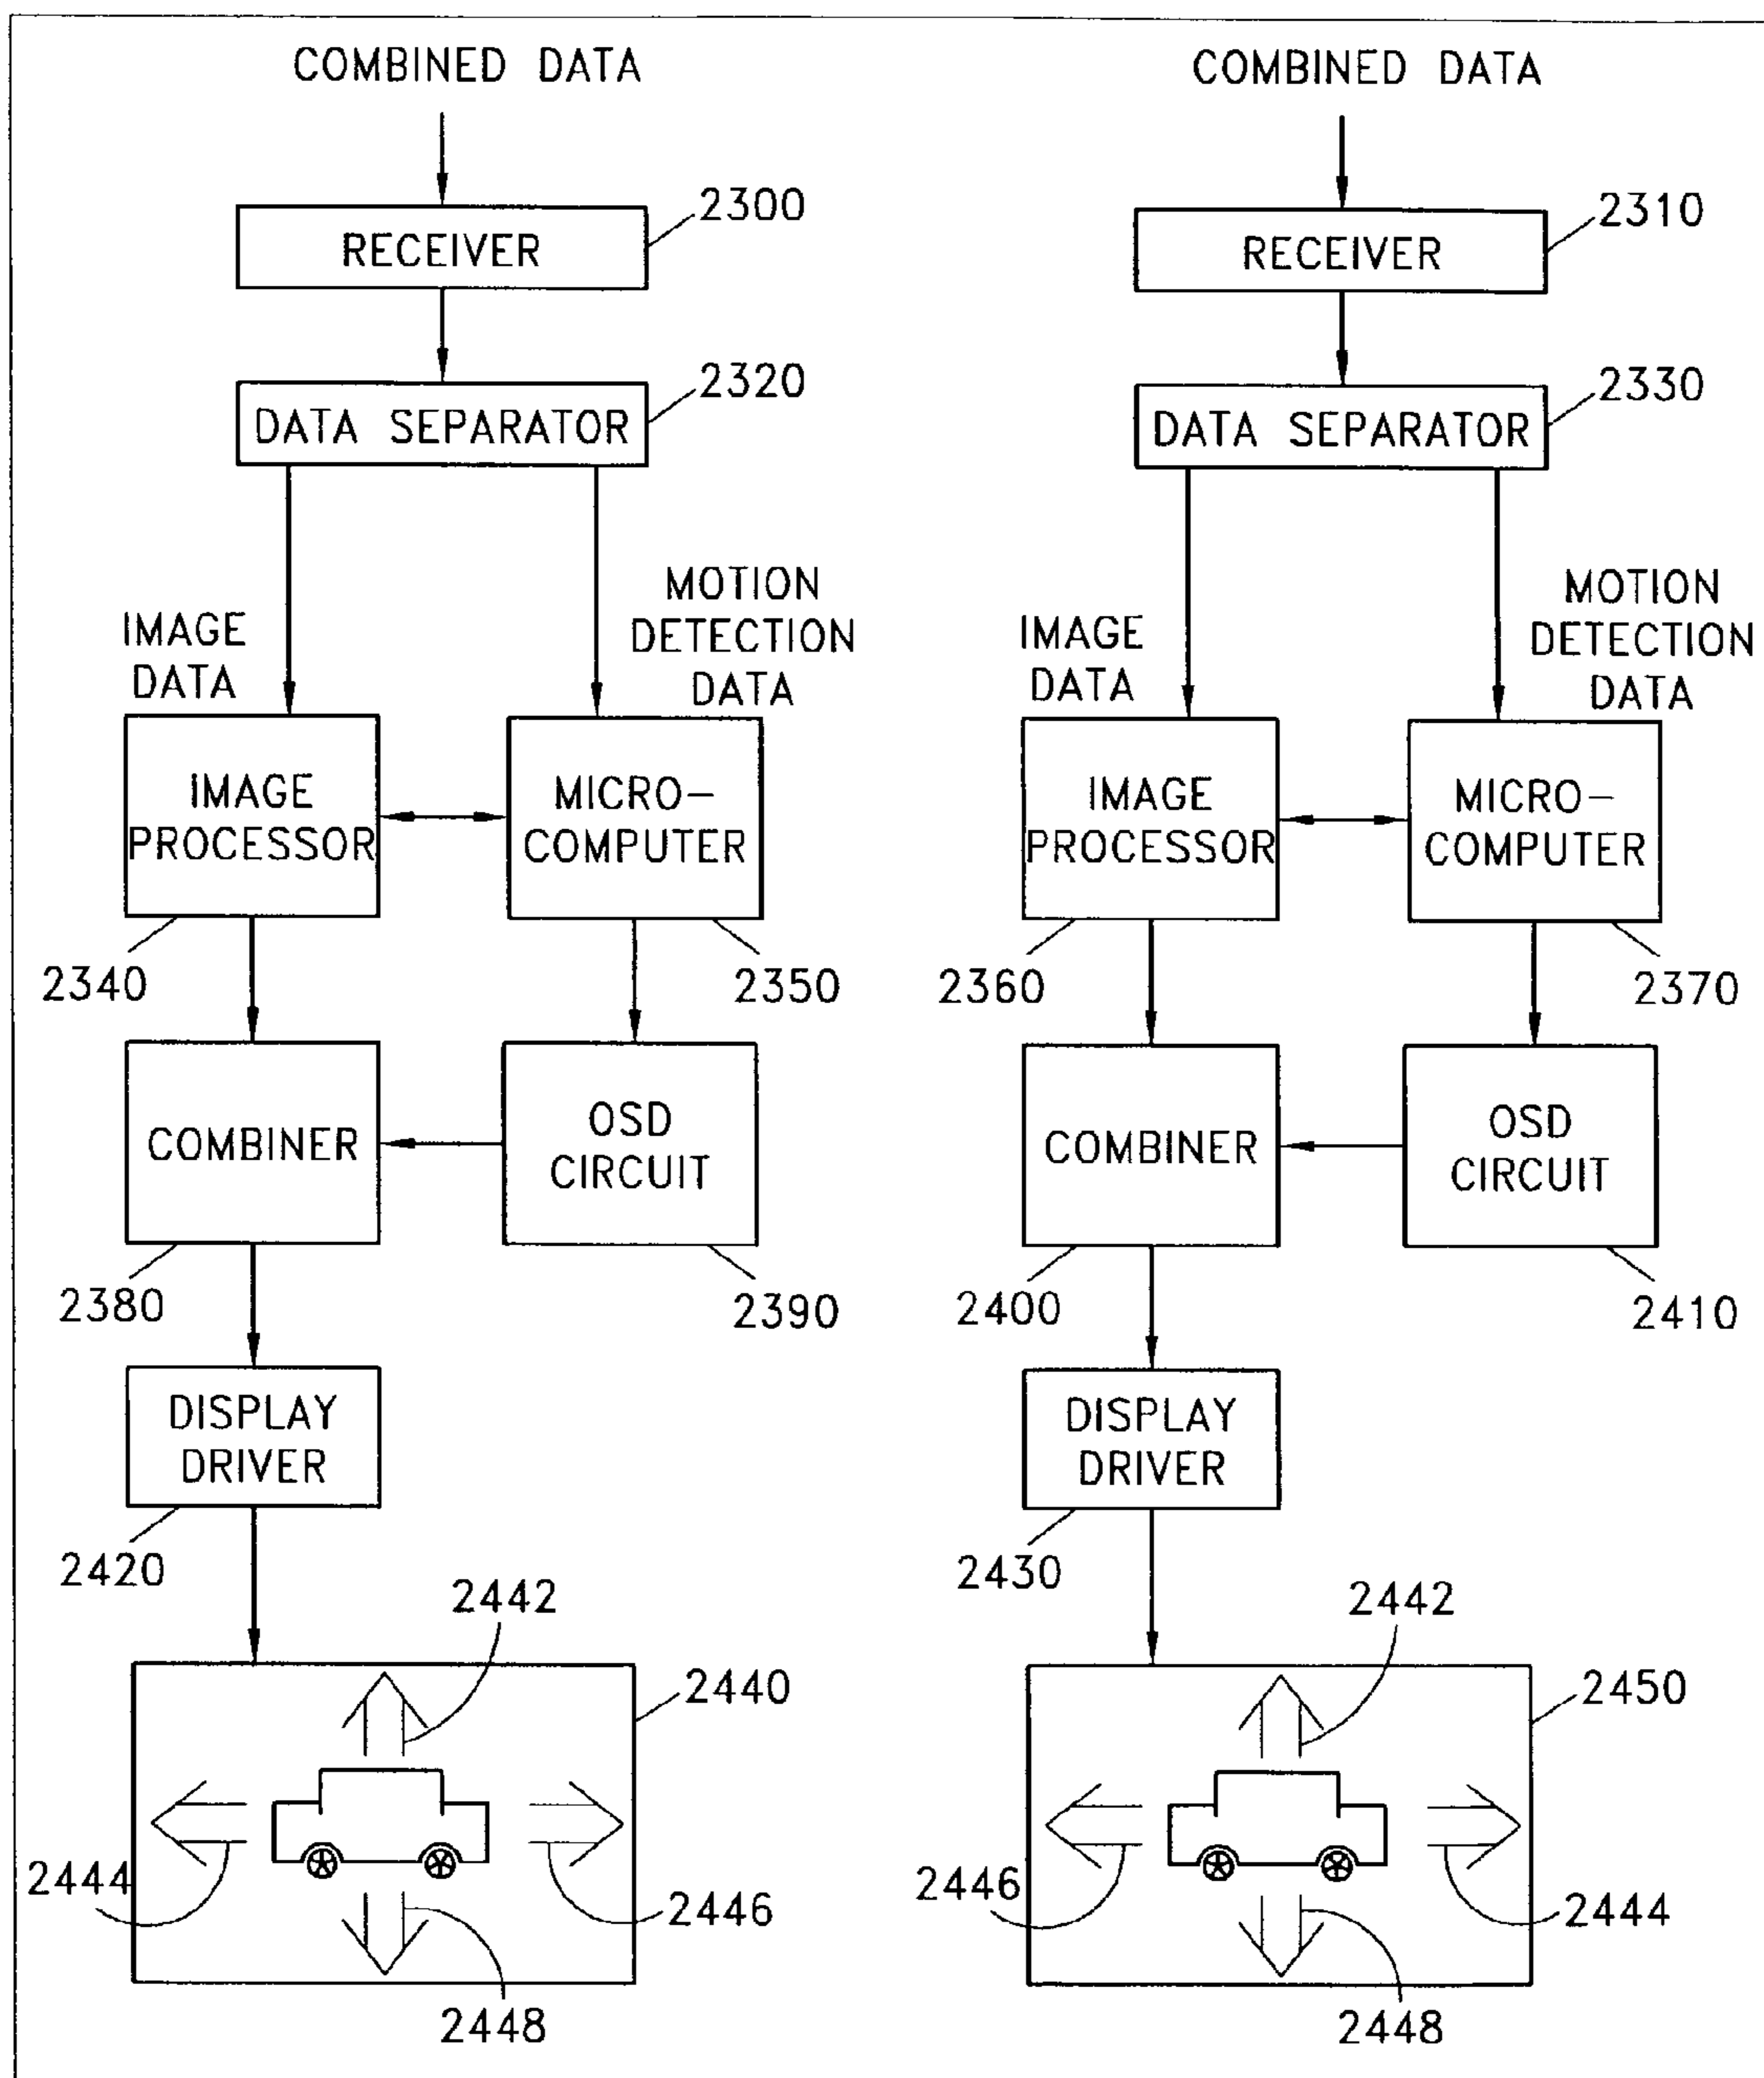 COMBINED DATA
2300
RECEIVER
2320
DATA SEPARATOR
IMAGE
DATA
MOTION
DETECTION
DATA
IMAGE
PROCESSOR
MICRO-
COMPUTER
2340
2350
COMBINER
OSD
CIRCUIT
2380
2390
DISPLAY
DRIVER
2420
2442
2440
2444
2446
2448
COMBINED DATA
2310
RECEIVER
2330
DATA SEPARATOR
IMAGE
DATA
MOTION
DETECTION
DATA
IMAGE
PROCESSOR
MICRO-
COMPUTER
2360
2370
COMBINER
OSD
CIRCUIT
2400
2410
DISPLAY
DRIVER
2430
2442
2450
2446
2444
2448